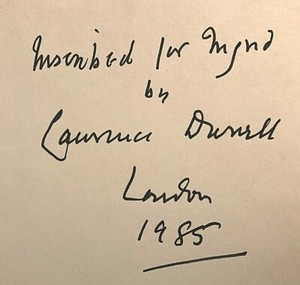 Inscribed for Ingrid
by
Lawrence Durrell
London
1985